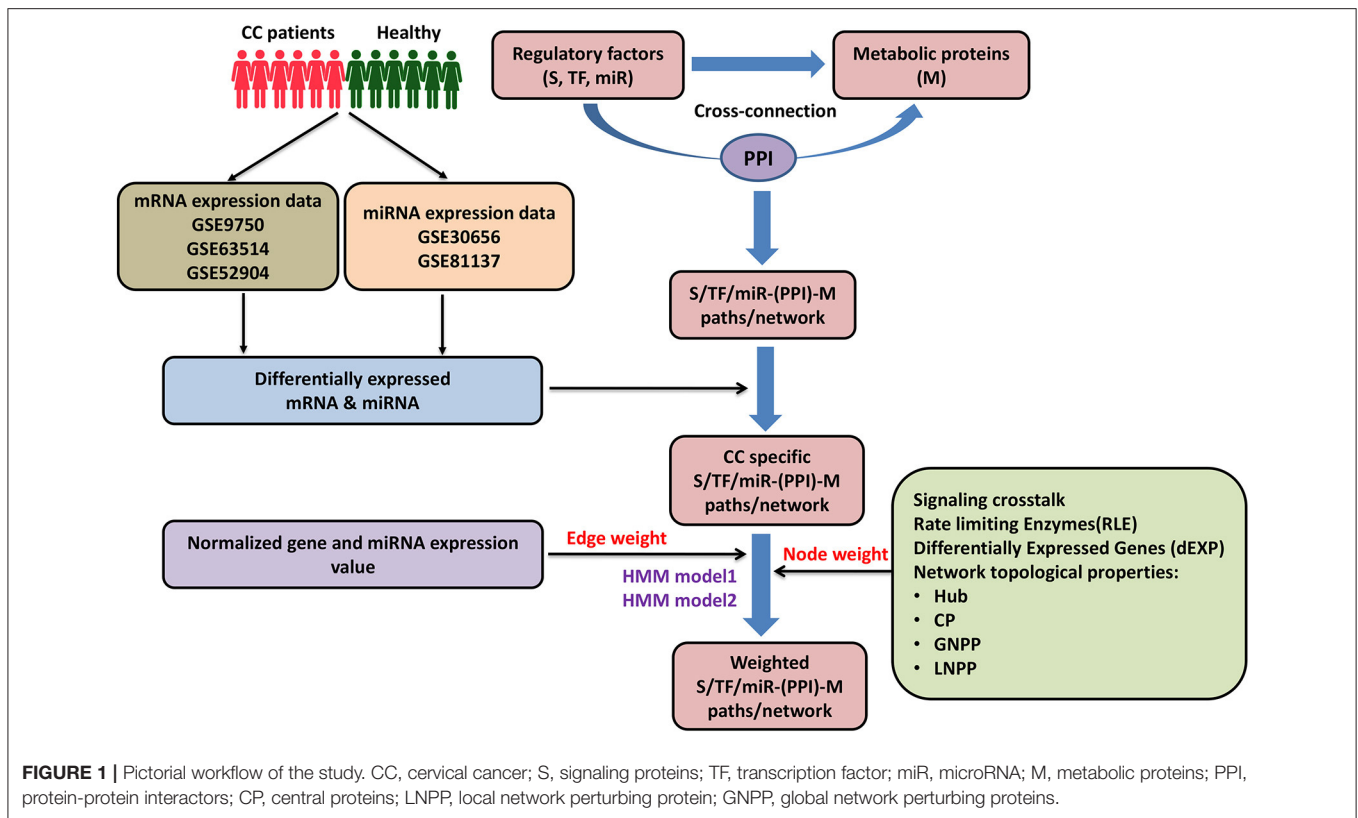 CC patients
Healthy
Regulatory factors
(S, TF, miR)
Metabolic proteins
(M)
Cross-connection
PPI
mRNA expression data
GSE9750
GSE63514
GSE52904
miRNA expression data
GSE30656
GSE81137
S/TF/miR-(PPI)-M
paths/network
Differentially expressed
mRNA & miRNA
CC specific
S/TF/miR-(PPI)-M
paths/network
Normalized gene and miRNA expression
value
Edge weight
HMM model1
HMM model2
Node weight
Signaling crosstalk
Rate limiting Enzymes(RLE)
Differentially Expressed Genes (dEXP)
Network topological properties:
• Hub
• CP
• GNPP
• LNPP
Weighted
S/TF/miR-(PPI)-M
paths/network
FIGURE 1 | Pictorial workflow of the study. CC, cervical cancer; S, signaling proteins; TF, transcription factor; miR, microRNA; M, metabolic proteins; PPI,
protein-protein interactors; CP, central proteins; LNPP, local network perturbing protein; GNPP, global network perturbing proteins.